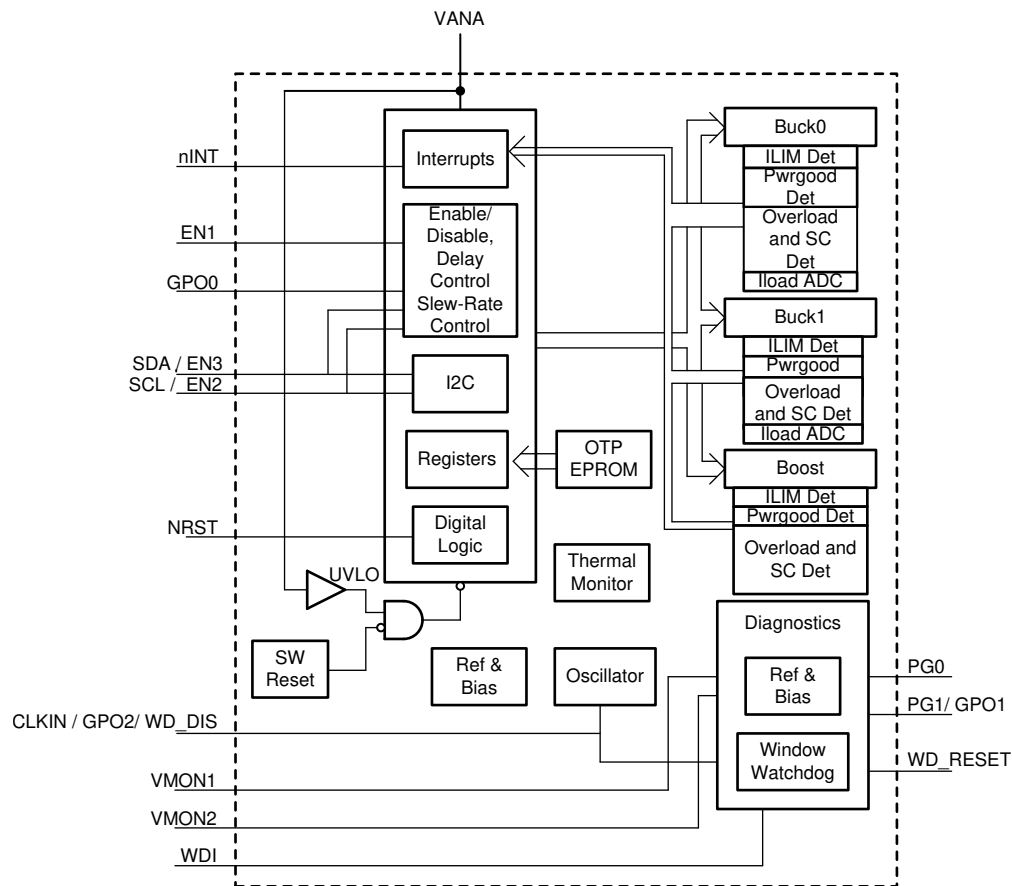 VANA
nINT
EN1
GPO0
SDA / EN3
SCL / EN2
NRST
CLKIN / GPO2/ WD_DIS
VMON1
VMON2
WDI
Interrupts
Enable/
Disable,
Delay
Control
Slew-Rate
Control
I2C
Registers
Digital
Logic
OTP
EPROM
Thermal
Monitor
UVLO
SW
Reset
Ref &
Bias
Oscillator
Buck0
ILIM Det
Pwrgood
Det
Overload
and SC
Det
Iload ADC
Buck1
ILIM Det
Pwrgood
Overload
and SC Det
Iload ADC
Boost
ILIM Det
Pwrgood Det
Overload and
SC Det
Diagnostics
Ref &
Bias
Window
Watchdog
PG0
PG1/ GPO1
WD_RESET